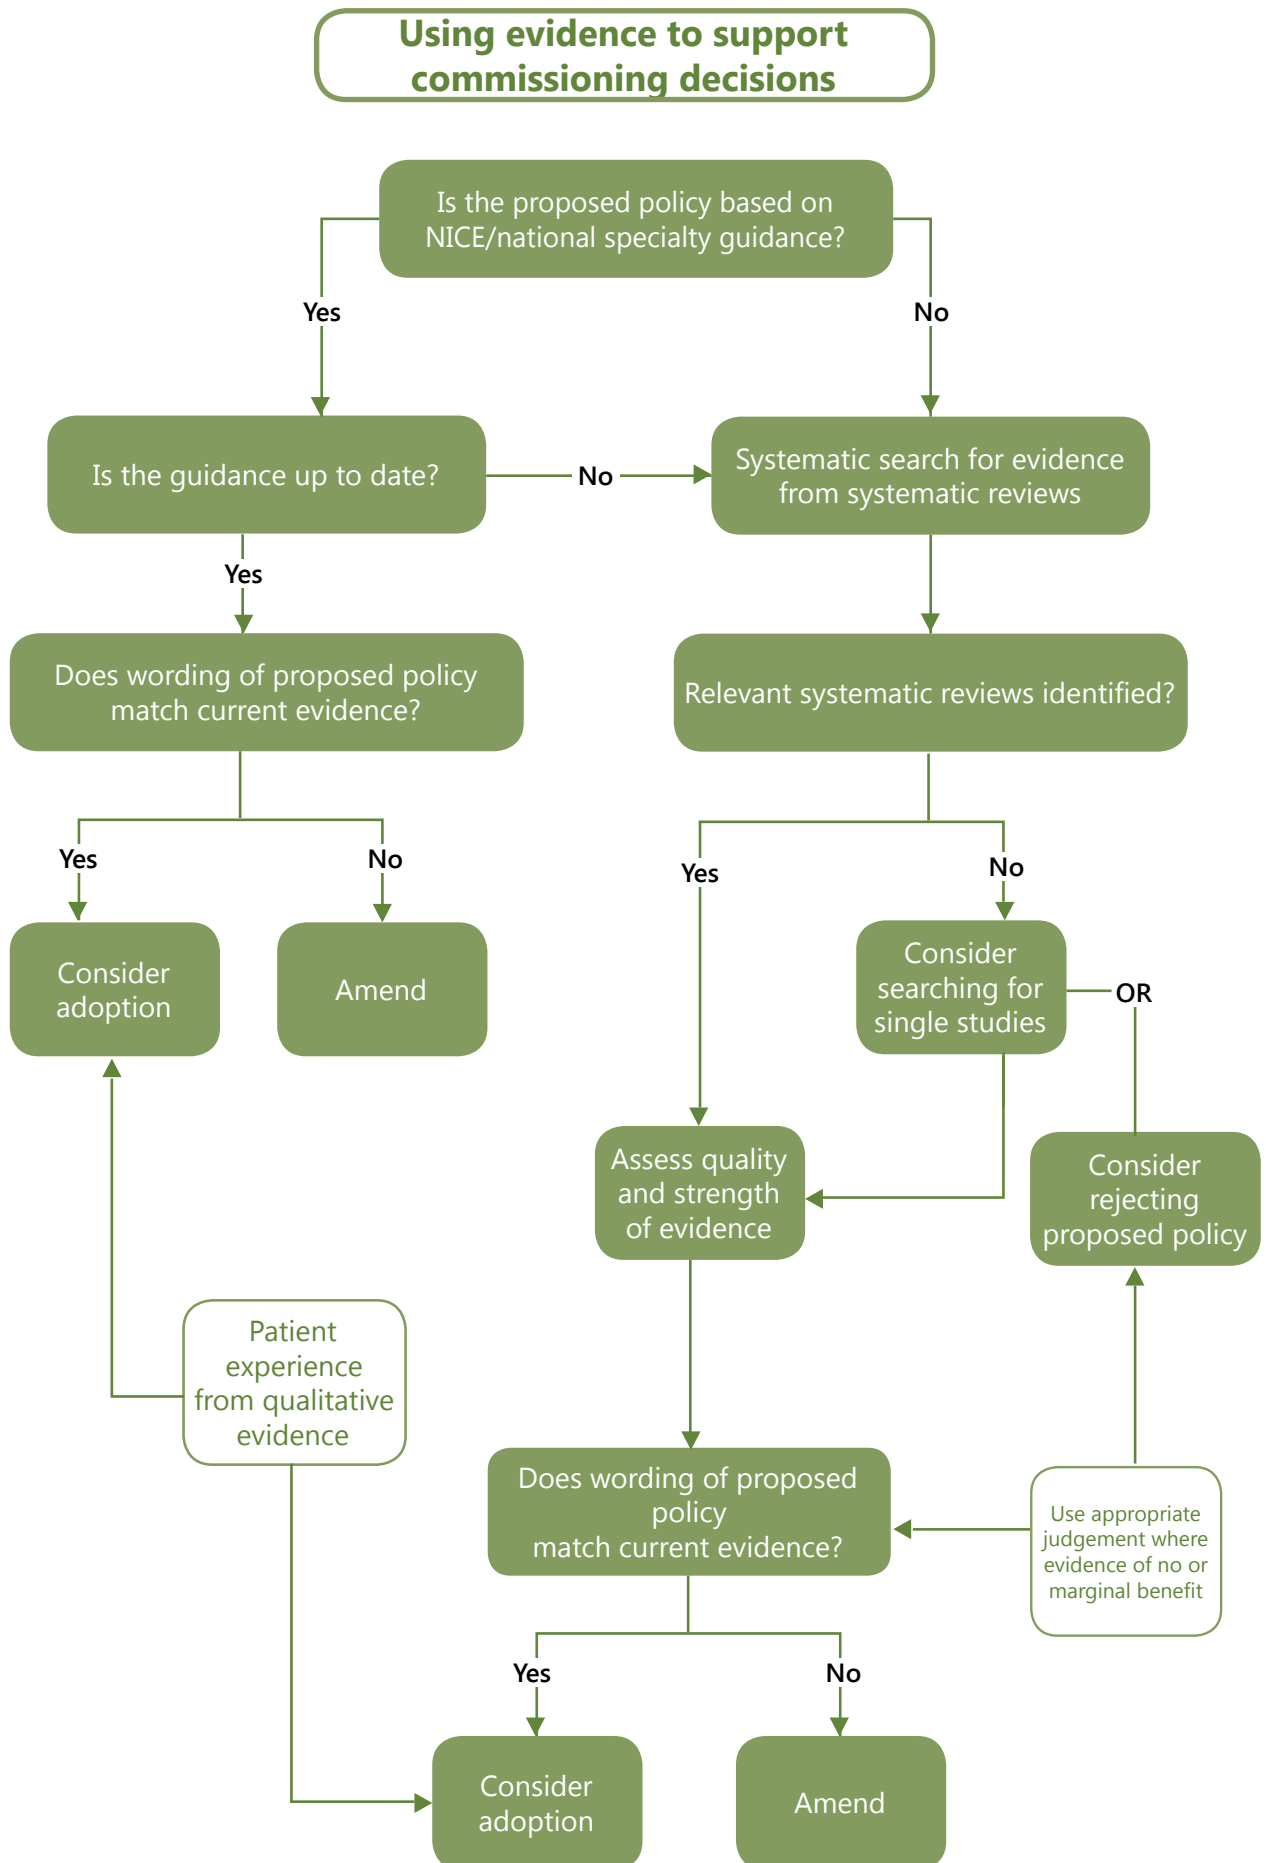 Using evidence to support
commissioning decisions
Is the proposed policy based on
NICE/national specialty guidance?
Yes
No
Is the guidance up to date?
No
Systematic search for evidence
from systematic reviews
Yes
Does wording of proposed policy
match current evidence?
Relevant systematic reviews identified?
Yes
No
Yes
No
Consider
adoption
Amend
Consider
searching for
single studies
OR
Assess quality
and strength
of evidence
Consider
rejecting
proposed policy
Patient
experience
from qualitative
evidence
Does wording of proposed
policy
match current evidence?
Use appropriate
judgement where
evidence of no or
marginal benefit
Yes
No
Consider
adoption
Amend